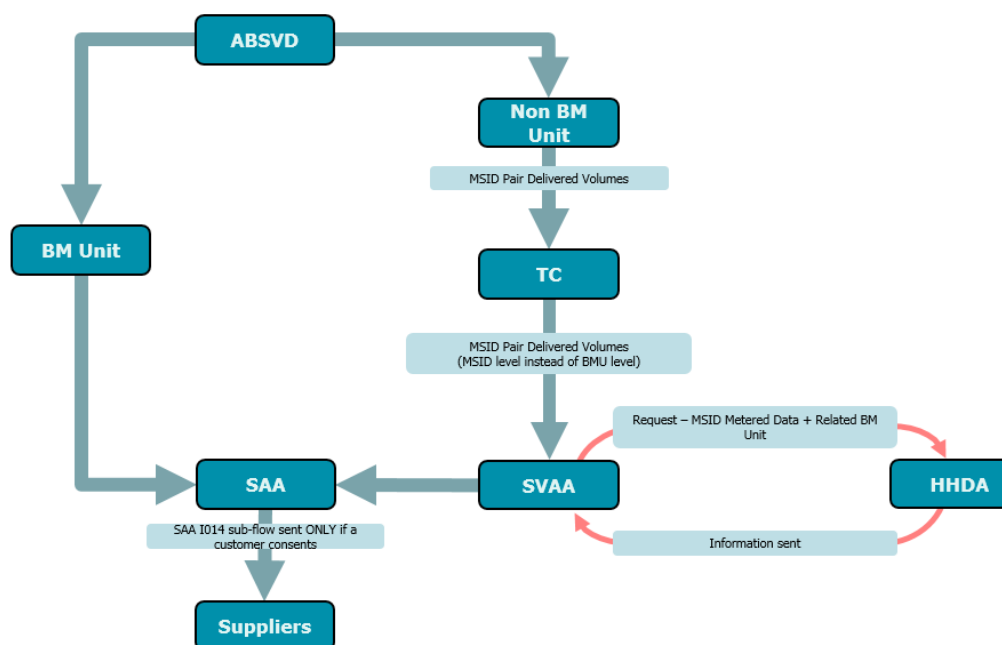 ABSVD
Non BM
Unit
MSID Pair Delivered Volumes
BM Unit
TC
MSID Pair Delivered Volumes
(MSID level instead of BMU level)
Request – MSID Metered Data + Related BM
Unit
SAA
SVAA
HHDA
SAA I014 sub-flow sent ONLY if a
customer consents
Information sent
Suppliers